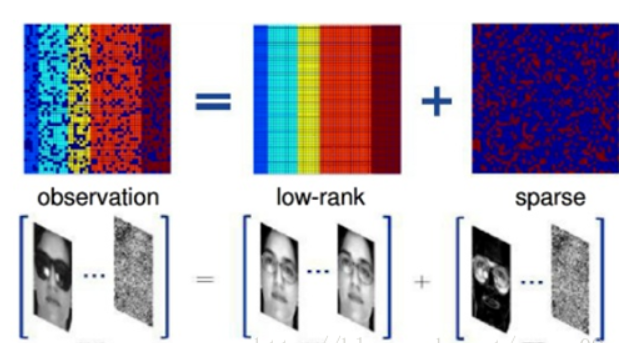 =
+
observation low-rank sparse
[ ... ] = [ ... ] + [ ... ]